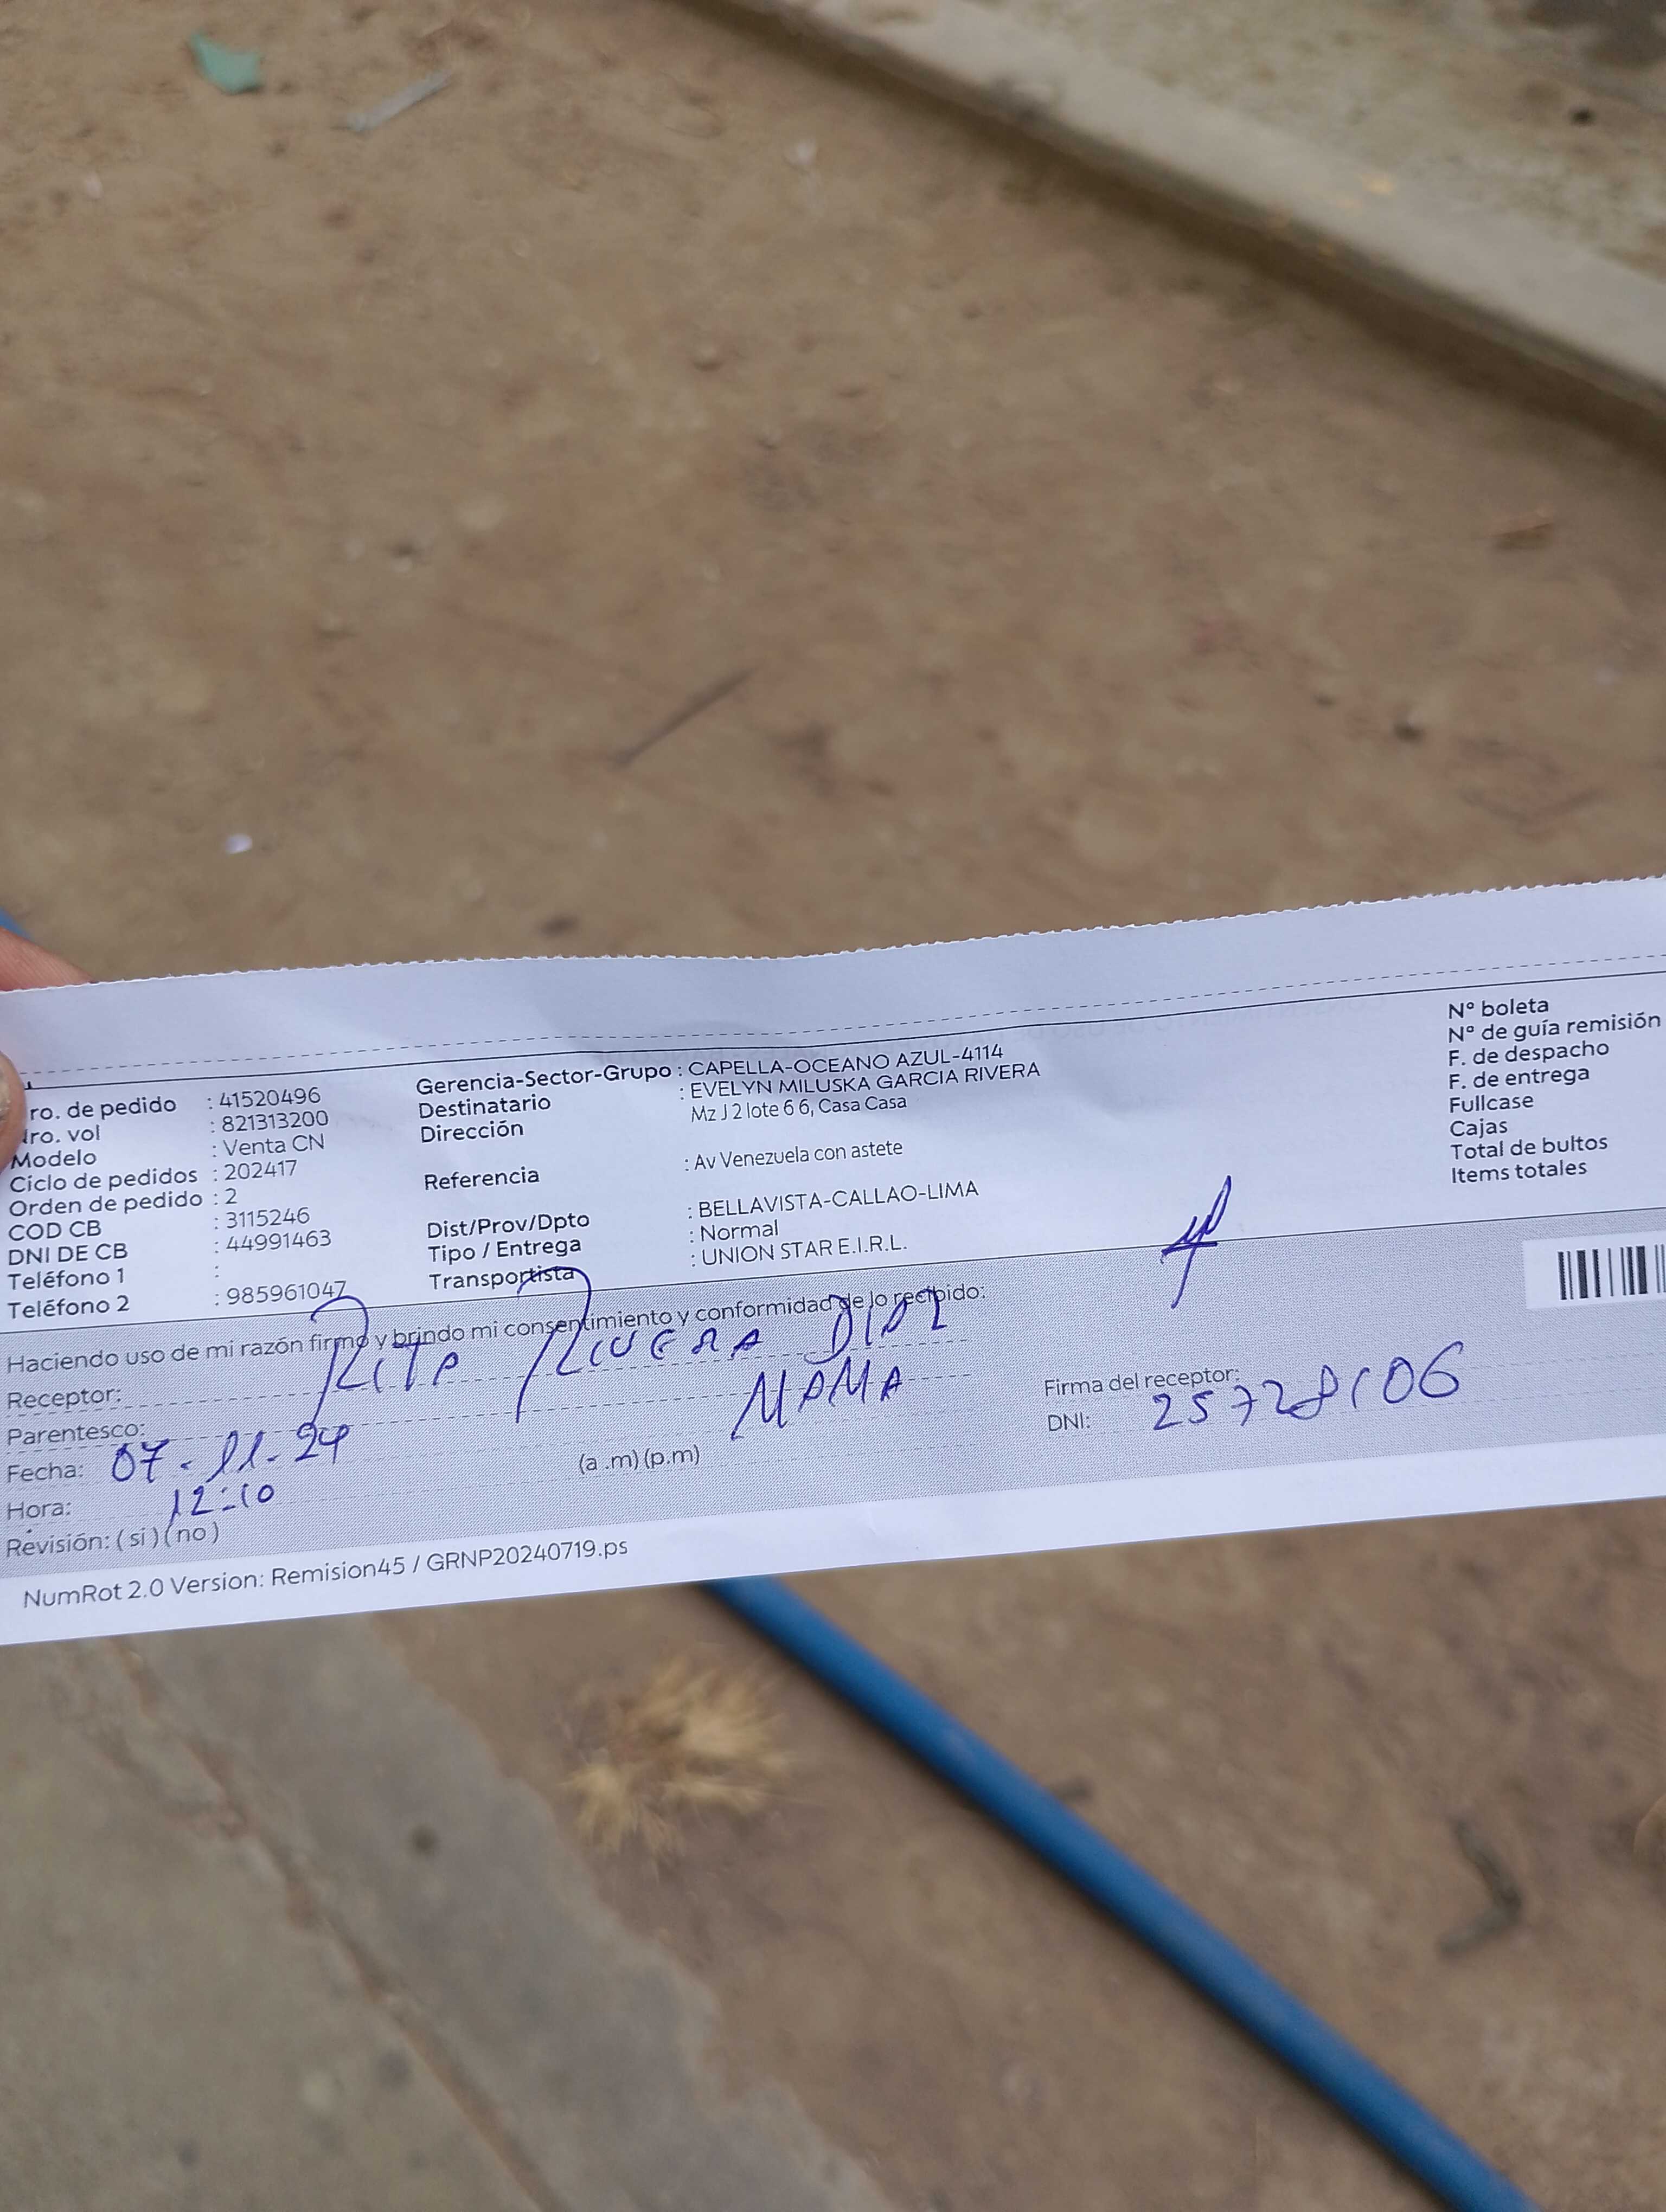 ro. de pedido : 41520496
ro. vol : 821313200
Modelo : Venta CN
Ciclo de pedidos : 202417
Orden de pedido : 2
COD CB : 3115246
DNI DE CB : 44991463
Teléfono 1 :
Teléfono 2 : 985961047
Gerencia-Sector-Grupo : CAPELLA-OCEANO AZUL-4114
Destinatario : EVELYN MILUSKA GARCIA RIVERA
Dirección Mz J 2 lote 6 6, Casa Casa
Referencia : Av Venezuela con astete
Dist/Prov/Dpto : BELLAVISTA-CALLAO-LIMA
Tipo / Entrega : Normal
Transportista : UNION STAR E.I.R.L.
Nº boleta
Nº de guía remisión
F. de despacho
F. de entrega
Fullcase
Cajas
Total de bultos
Items totales
Haciendo uso de mi razón firmo y brindo mi consentimiento y conformidad de lo recibido:
Receptor: RITA RIVERA DIAZ
Parentesco: MAMA
Fecha: 07-11-24
Hora: 12:10 (a .m) (p.m)
Revisión: ( si ) ( no )
Firma del receptor:
DNI: 25728106
NumRot 2.0 Version: Remision45 / GRNP20240719.ps